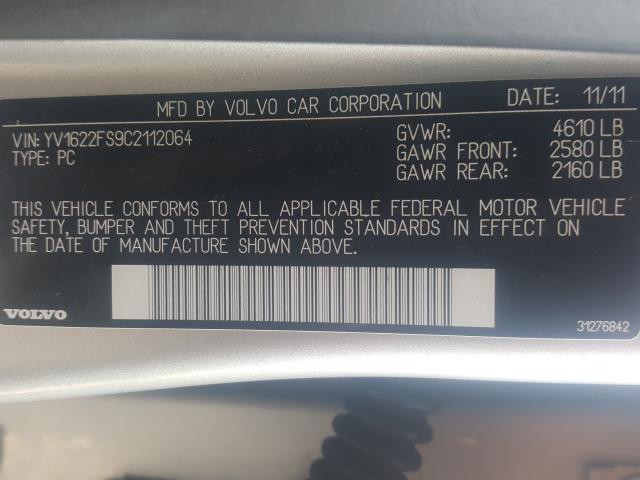 MFD BY VOLVO CAR CORPORATION DATE: 11/11
VIN: YV1622FS9C2112064 GVWR: 4610 LB
TYPE: PC GAWR FRONT: 2580 LB
GAWR REAR: 2160 LB
THIS VEHICLE CONFORMS TO ALL APPLICABLE FEDERAL MOTOR VEHICLE
SAFETY, BUMPER AND THEFT PREVENTION STANDARDS IN EFFECT ON
THE DATE OF MANUFACTURE SHOWN ABOVE.
VOLVO 31276842